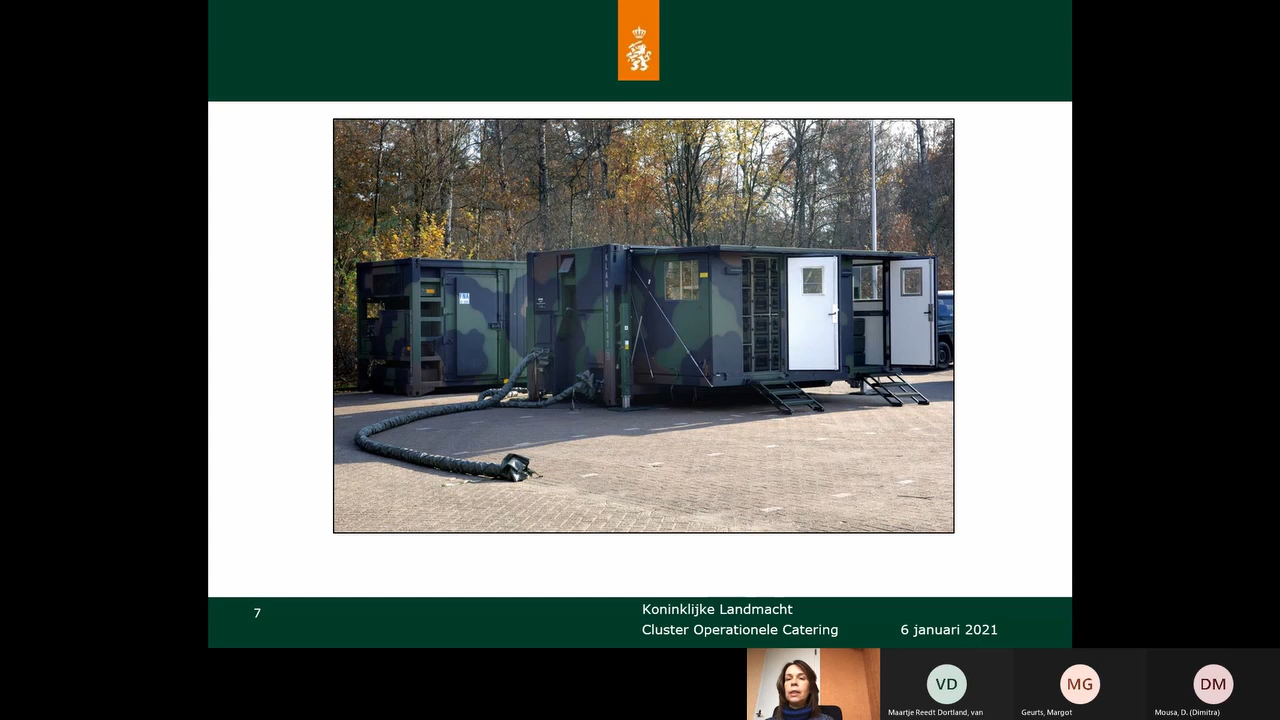 7
Koninklijke Landmacht
Cluster Operationele Catering
6 januari 2021
VD
MG
DM
Maartje Reedt Dortland, van
Geurts, Margot
Mousa, D. (Dimitra)